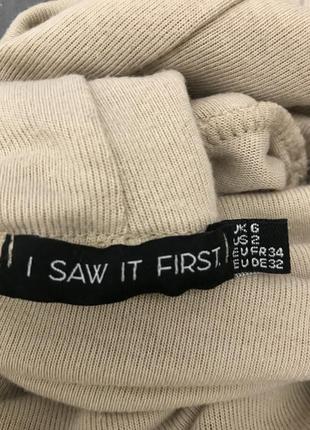 I SAW IT FIRST.
UK 6
US 2
EU FR 34
EU DE 32